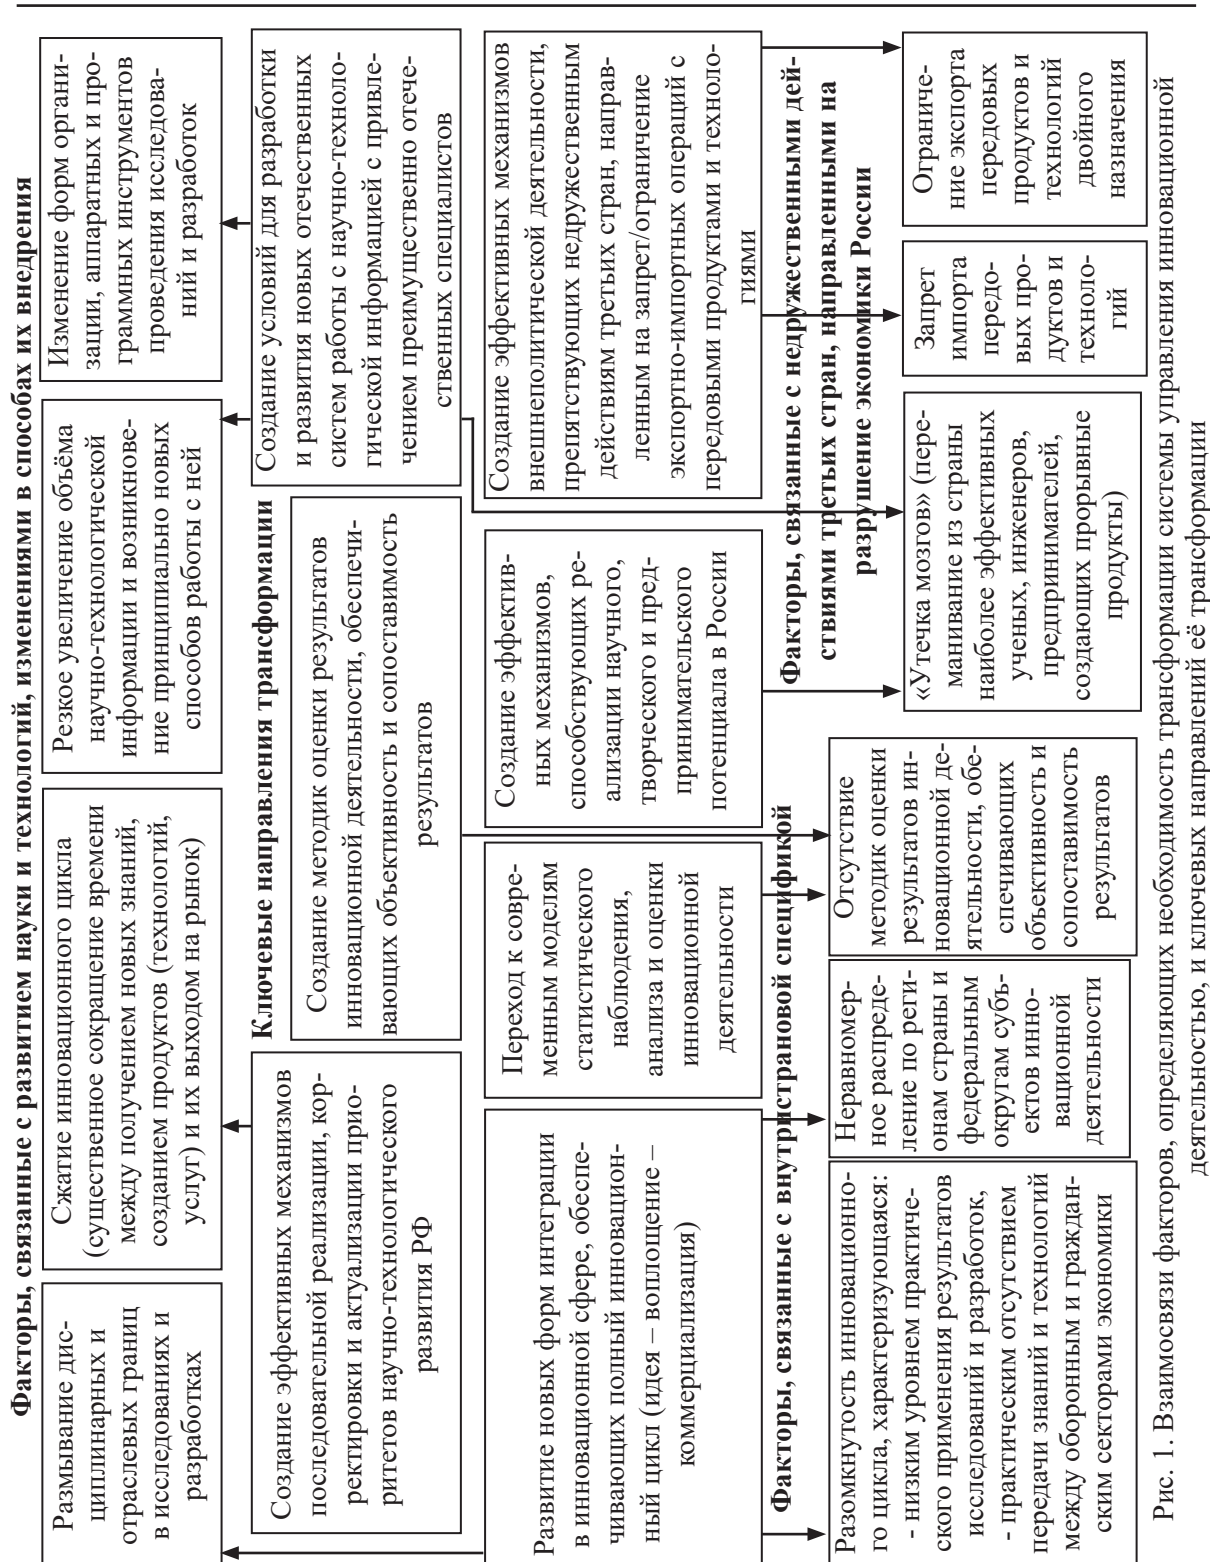 Факторы, связанные с развитием науки и технологий, изменениями в способах их внедрения
Размывание дис-
циплинарных и
отраслевых границ
в исследованиях и
разработках
Сжатие инновационного цикла
(существенное сокращение времени
между получением новых знаний,
созданием продуктов (технологий,
услуг) и их выходом на рынок)
Резкое увеличение объёма
научно-технологической
информации и возникнове-
ние принципиально новых
способов работы с ней
Изменение форм органи-
зации, аппаратных и про-
граммных инструментов
проведения исследова-
ний и разработок
Ключевые направления трансформации
Создание эффективных механизмов
последовательной реализации, кор-
ректировки и актуализации прио-
ритетов научно-технологического
развития РФ
Создание методик оценки результатов
инновационной деятельности, обеспечи-
вающих объективность и сопоставимость
результатов
Создание условий для разработки
и развития новых отечественных
систем работы с научно-техноло-
гической информацией с привле-
чением преимущественно отече-
ственных специалистов
Развитие новых форм интеграции
в инновационной сфере, обеспе-
чивающих полный инновацион-
ный цикл (идея – воплощение –
коммерциализация)
Переход к совре-
менным моделям
статистического
наблюдения,
анализа и оценки
инновационной
деятельности
Создание эффектив-
ных механизмов,
способствующих ре-
ализации научного,
творческого и пред-
принимательского
потенциала в России
Создание эффективных механизмов
внешнеполитической деятельности,
препятствующих недружественным
действиям третьих стран, направ-
ленным на запрет/ограничение
экспортно-импортных операций с
передовыми продуктами и техноло-
гиями
Факторы, связанные с внутристрановой спецификой
Факторы, связанные с недружественными дей-
ствиями третьих стран, направленными на
разрушение экономики России
Разомкнутость инновационно-
го цикла, характеризующаяся:
- низким уровнем практиче-
ского применения результатов
исследований и разработок,
- практическим отсутствием
передачи знаний и технологий
между оборонным и граждан-
ским секторами экономики
Неравномер-
ное распреде-
ление по реги-
онам страны и
федеральным
округам субъ-
ектов инно-
вационной
деятельности
Отсутствие
методик оценки
результатов ин-
новационной де-
ятельности, обе-
спечивающих
объективность и
сопоставимость
результатов
«Утечка мозгов» (пере-
манивание из страны
наиболее эффективных
ученых, инженеров,
предпринимателей,
создающих прорывные
продукты)
Запрет
импорта
передо-
вых про-
дуктов и
техноло-
гий
Ограниче-
ние экспорта
передовых
продуктов и
технологий
двойного
назначения
Рис. 1. Взаимосвязи факторов, определяющих необходимость трансформации системы управления инновационной
деятельностью, и ключевых направлений её трансформации